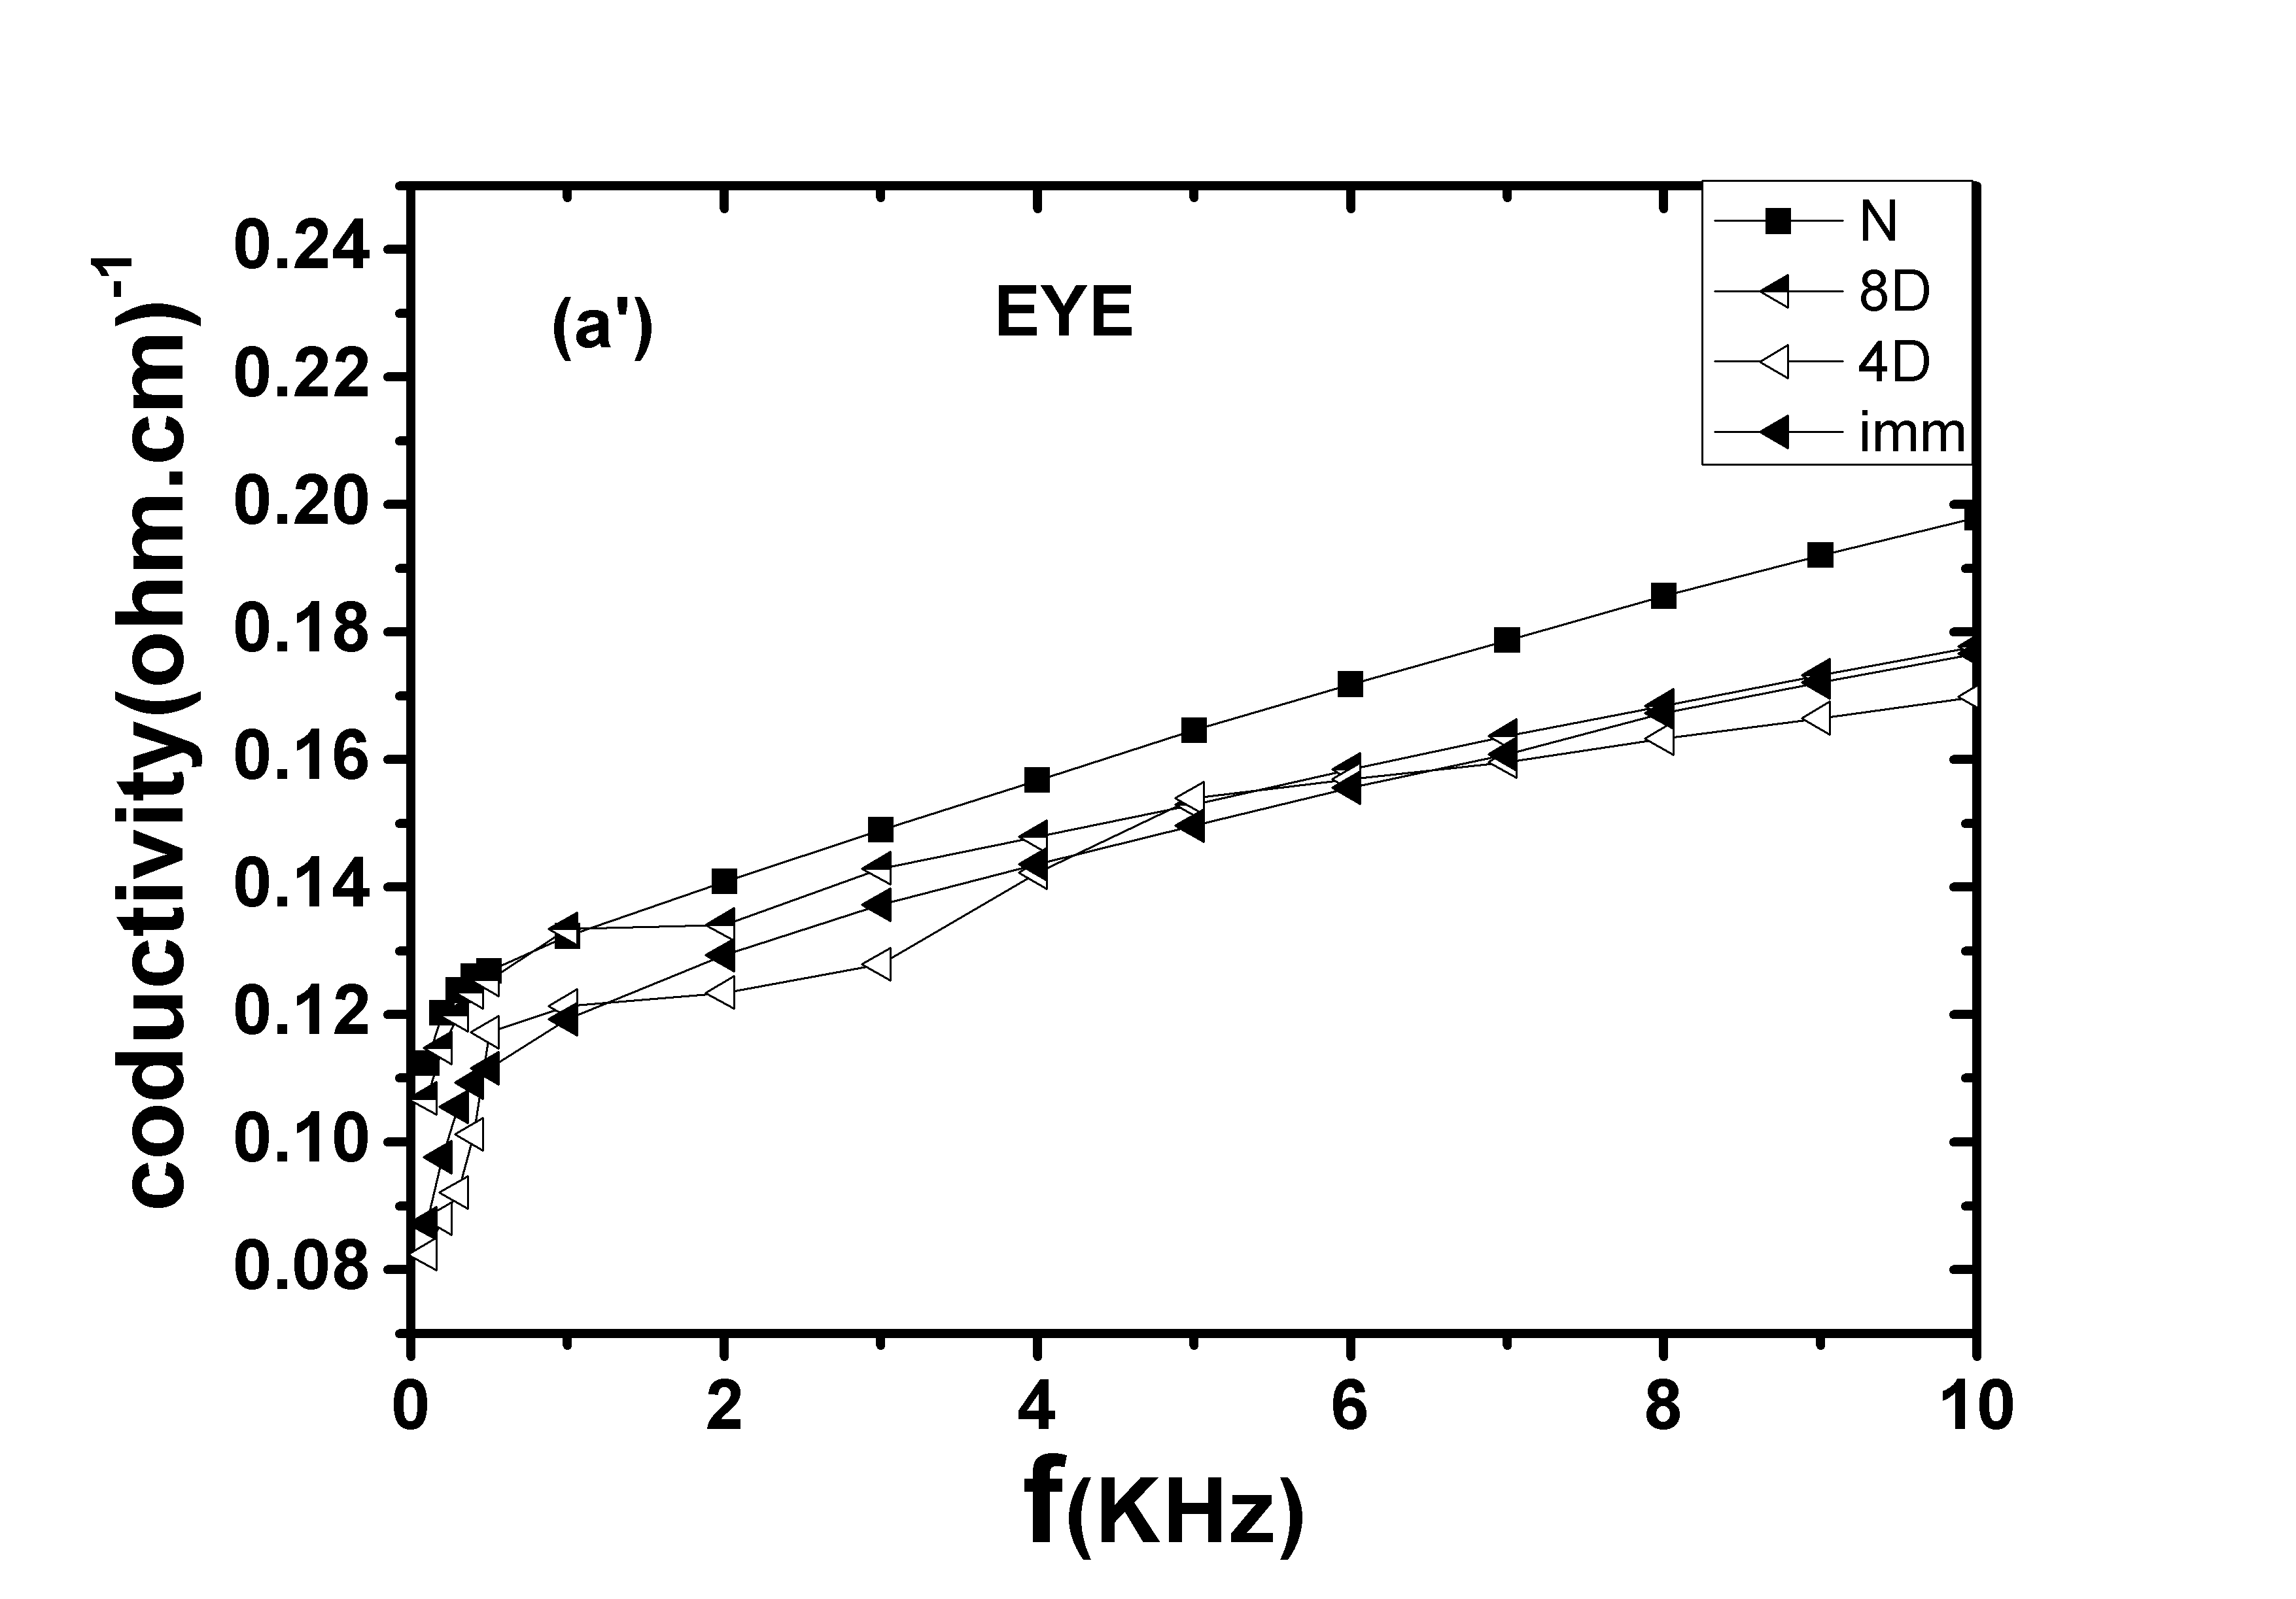 coductivity(ohm.cm)-1
0.24
0.22
0.20
0.18
0.16
0.14
0.12
0.10
0.08
(a')
EYE
N
8D
4D
imm
0 2 4 6 8 10
f(KHz)